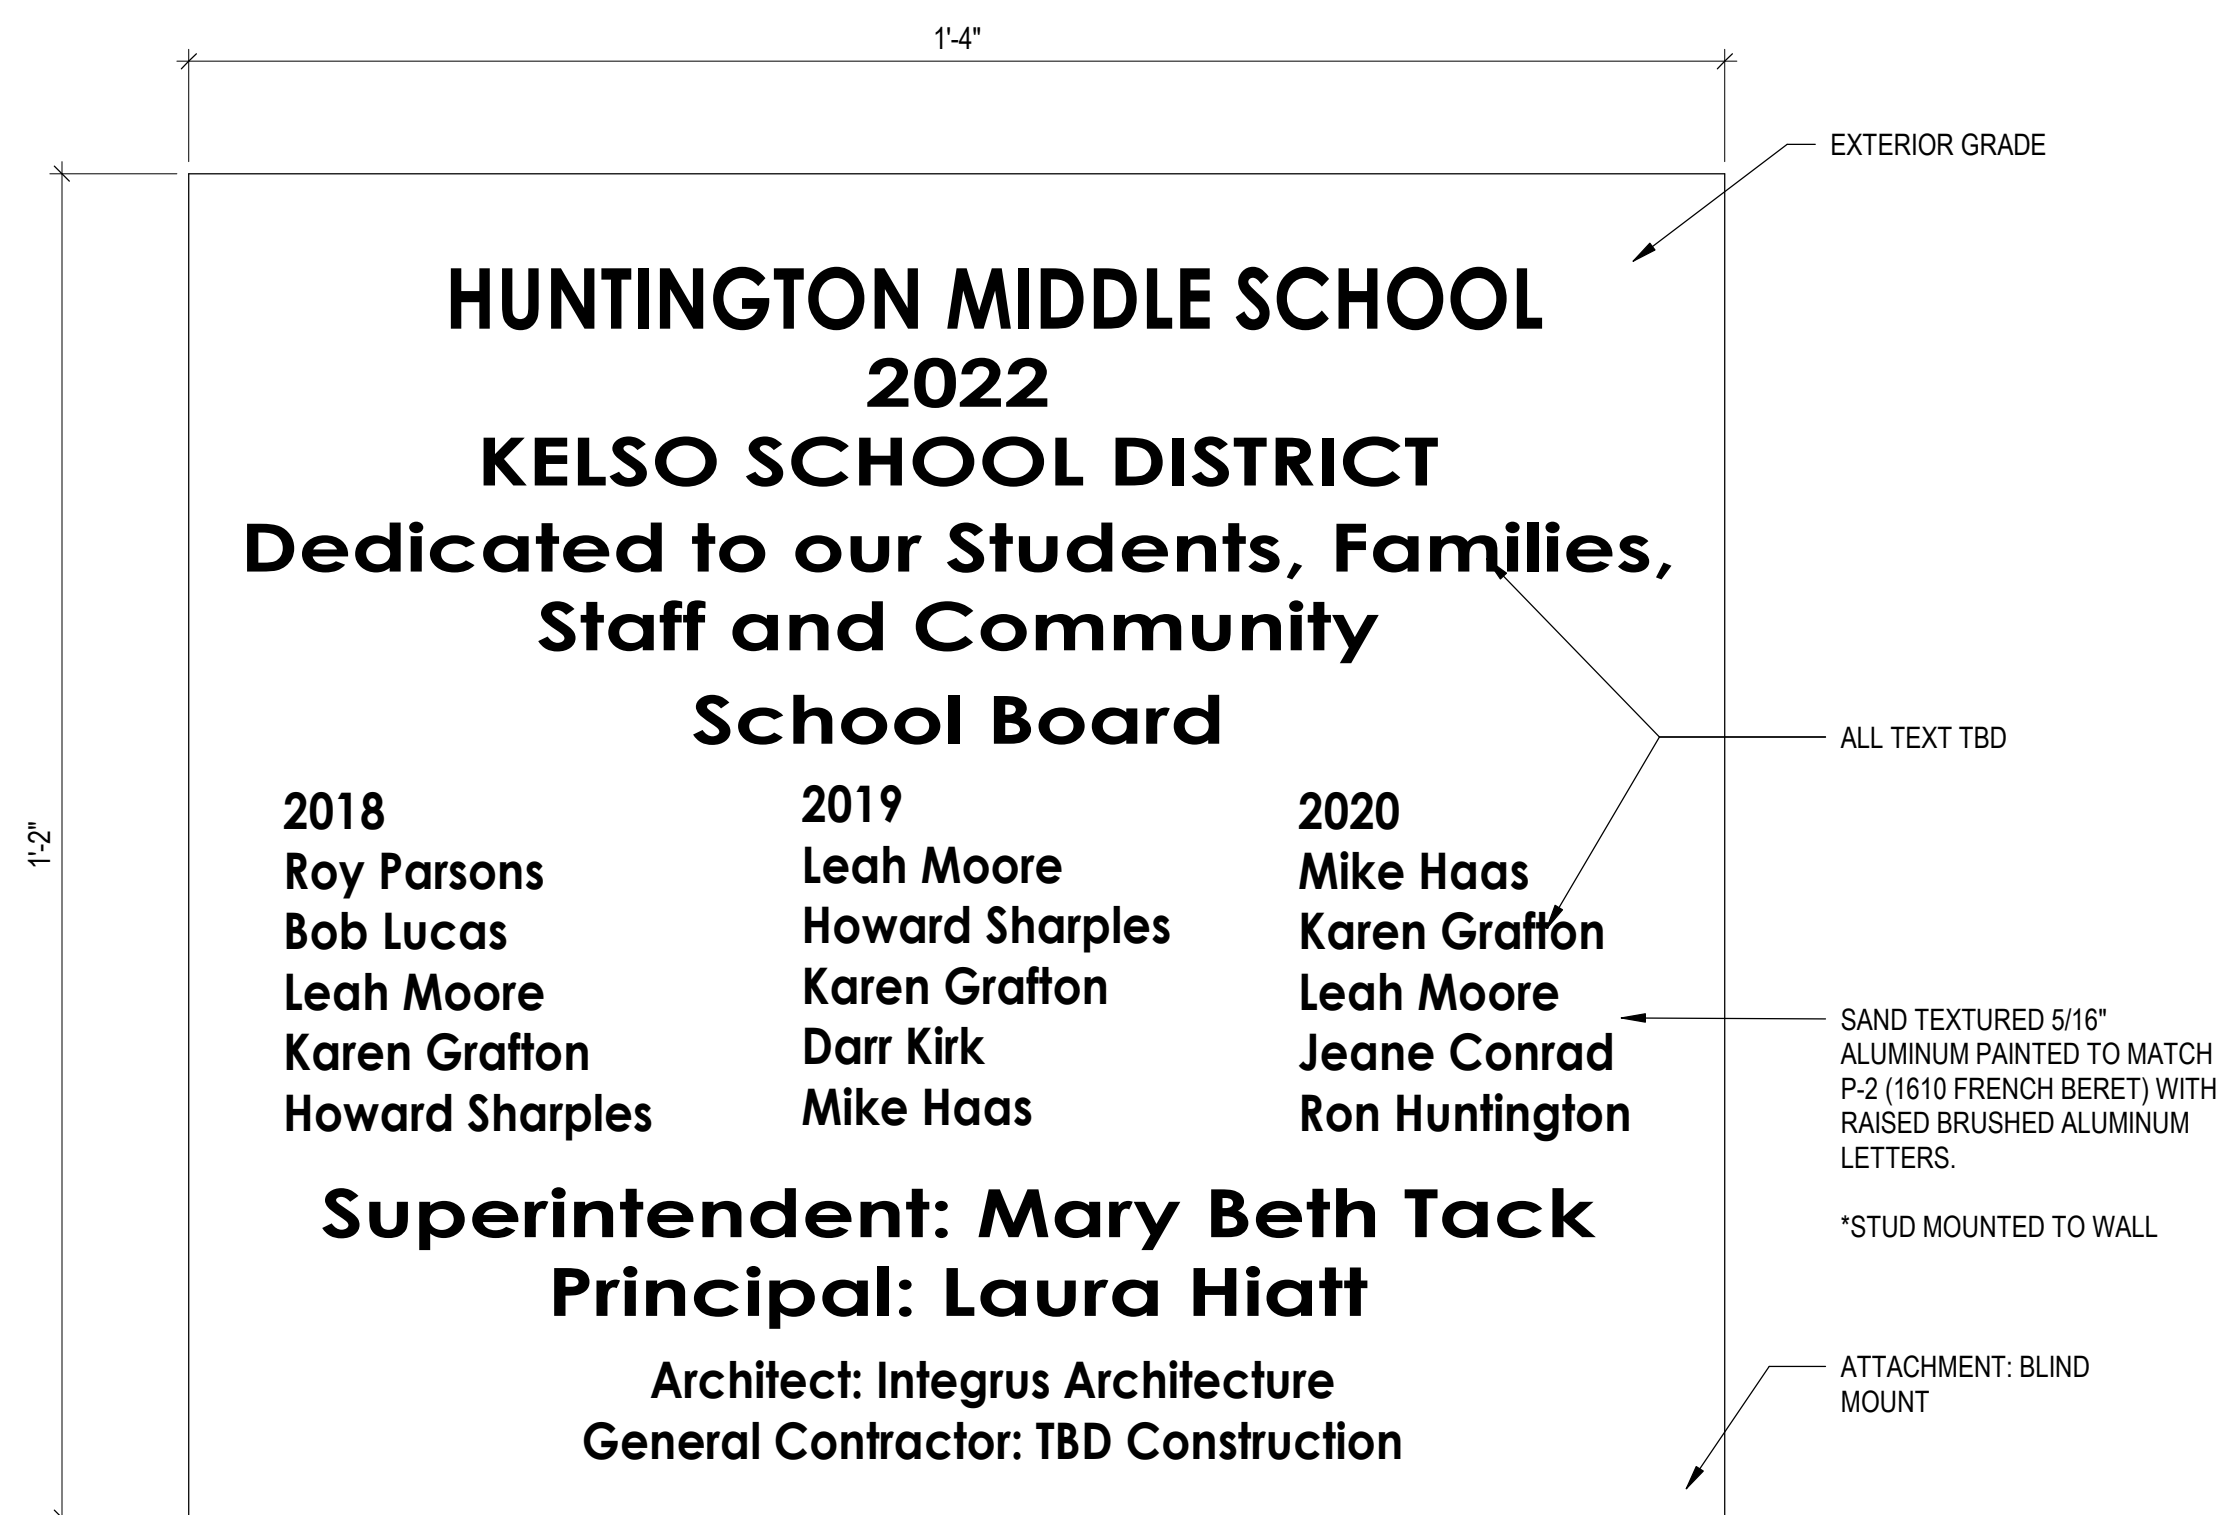 1'-4"
EXTERIOR GRADE
HUNTINGTON MIDDLE SCHOOL
2022
KELSO SCHOOL DISTRICT
Dedicated to our Students, Families,
Staff and Community
School Board
ALL TEXT TBD
1'-2"
2018
Roy Parsons
Bob Lucas
Leah Moore
Karen Grafton
Howard Sharples
2019
Leah Moore
Howard Sharples
Karen Grafton
Darr Kirk
Mike Haas
2020
Mike Haas
Karen Grafton
Leah Moore
Jeane Conrad
Ron Huntington
SAND TEXTURED 5/16"
ALUMINUM PAINTED TO MATCH
P-2 (1610 FRENCH BERET) WITH
RAISED BRUSHED ALUMINUM
LETTERS.
*STUD MOUNTED TO WALL
Superintendent: Mary Beth Tack
Principal: Laura Hiatt
Architect: Integrus Architecture
General Contractor: TBD Construction
ATTACHMENT: BLIND
MOUNT